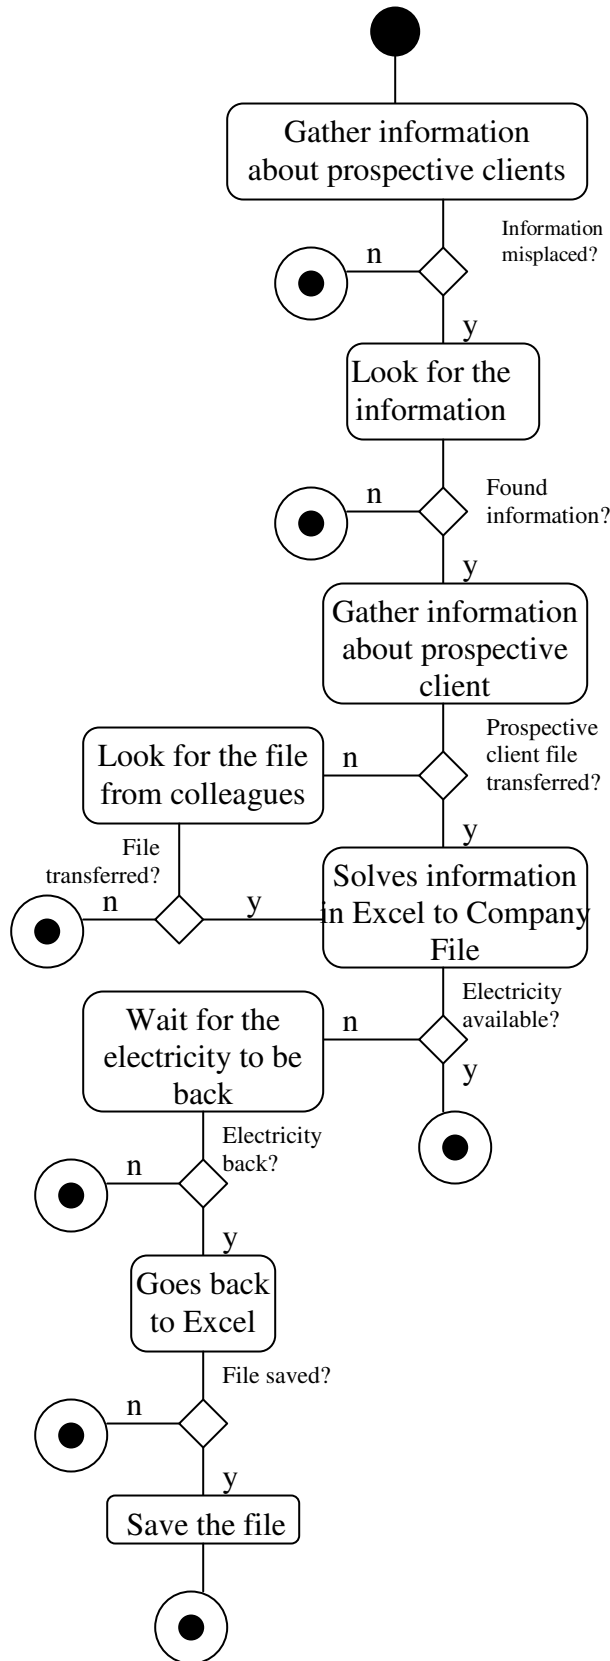 Gather information
about prospective clients
Information
misplaced?
n
y
Look for the
information
n
Found
information?
y
Gather information
about prospective
client
Prospective
client file
transferred?
n
Look for the file
from colleagues
y
File
transferred?
n
y
Solves information
in Excel to Company
File
Electricity
available?
n
y
Wait for the
electricity to be
back
Electricity
back?
n
y
Goes back
to Excel
File saved?
n
y
Save the file